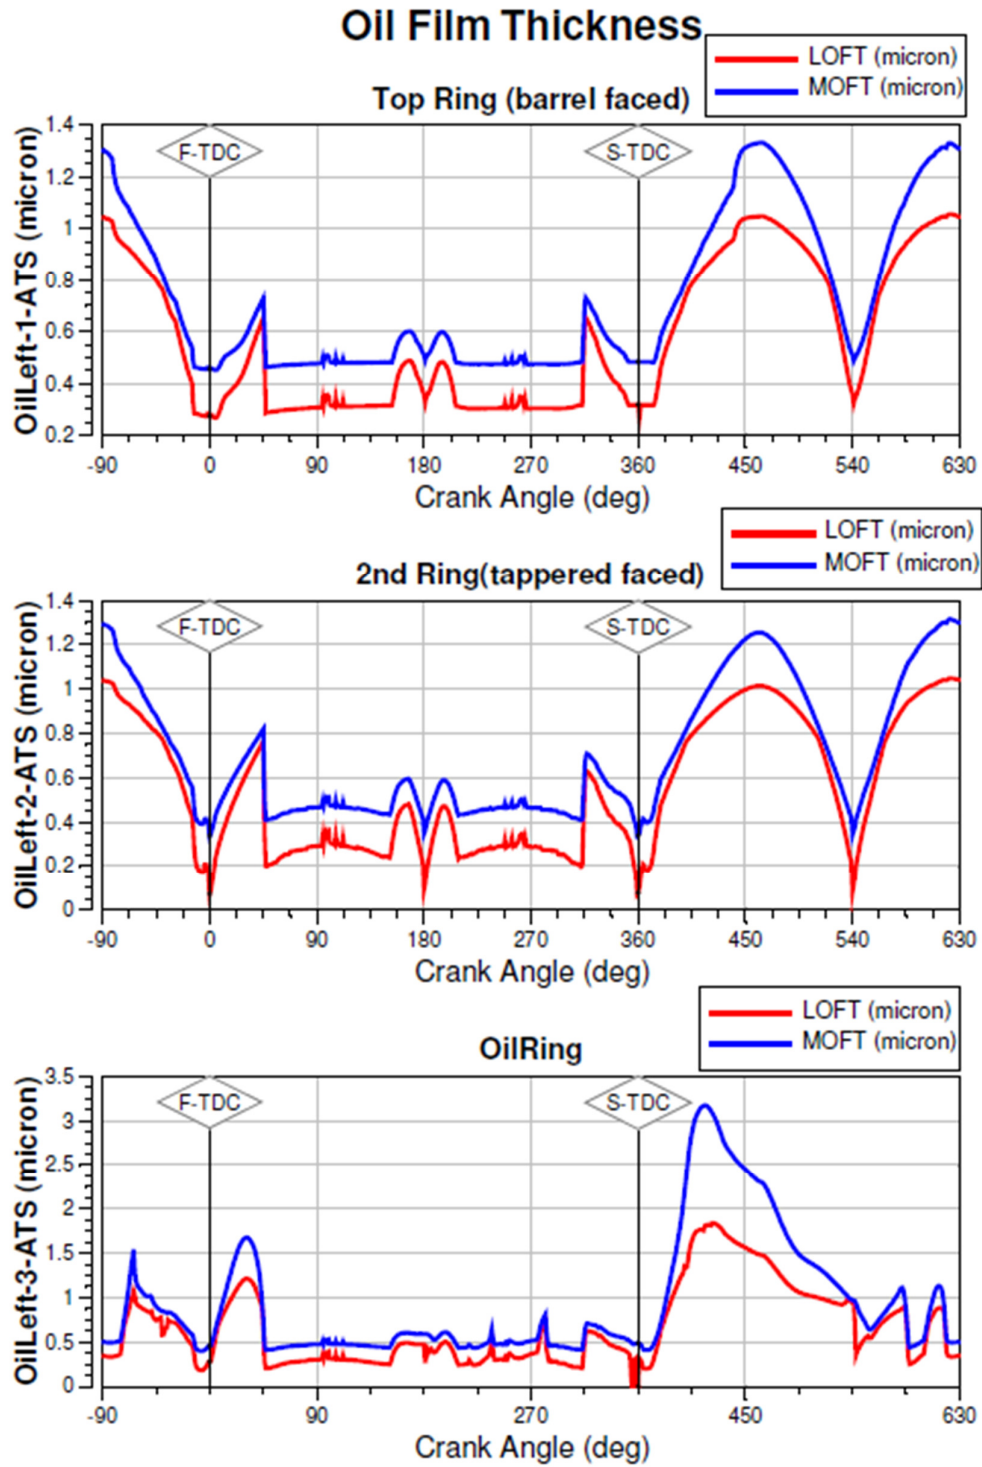 Oil Film Thickness
LOFT (micron)
MOFT (micron)
Top Ring (barrel faced)
OilLeft-1-ATS (micron)
1.4
1.2
1
0.8
0.6
0.4
0.2
F-TDC
S-TDC
-90 0 90 180 270 360 450 540 630
Crank Angle (deg)
LOFT (micron)
MOFT (micron)
2nd Ring(tappered faced)
OilLeft-2-ATS (micron)
1.4
1.2
1
0.8
0.6
0.4
0.2
0
F-TDC
S-TDC
-90 0 90 180 270 360 450 540 630
Crank Angle (deg)
LOFT (micron)
MOFT (micron)
OilRing
OilLeft-3-ATS (micron)
3.5
3
2.5
2
1.5
1
0.5
0
F-TDC
S-TDC
-90 90 270 450 630
Crank Angle (deg)